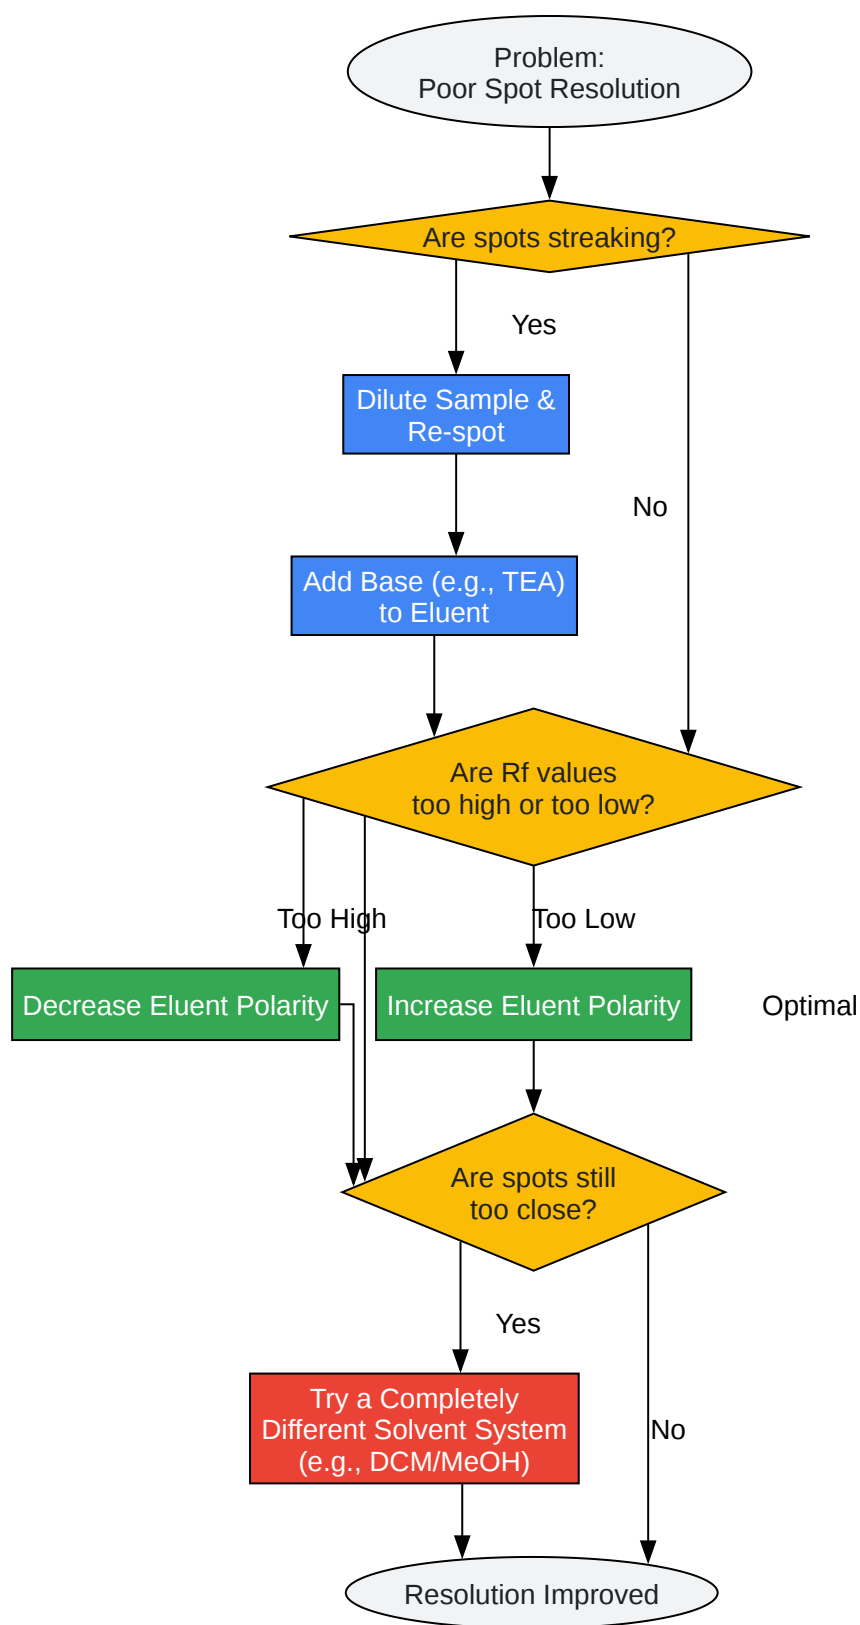 Problem:
Poor Spot Resolution
Are spots streaking?
Yes
Dilute Sample &
Re-spot
No
Add Base (e.g., TEA)
to Eluent
Are Rf values
too high or too low?
Too High
Too Low
Decrease Eluent Polarity
Increase Eluent Polarity
Optimal
Are spots still
too close?
Yes
Try a Completely
Different Solvent System
(e.g., DCM/MeOH)
No
Resolution Improved